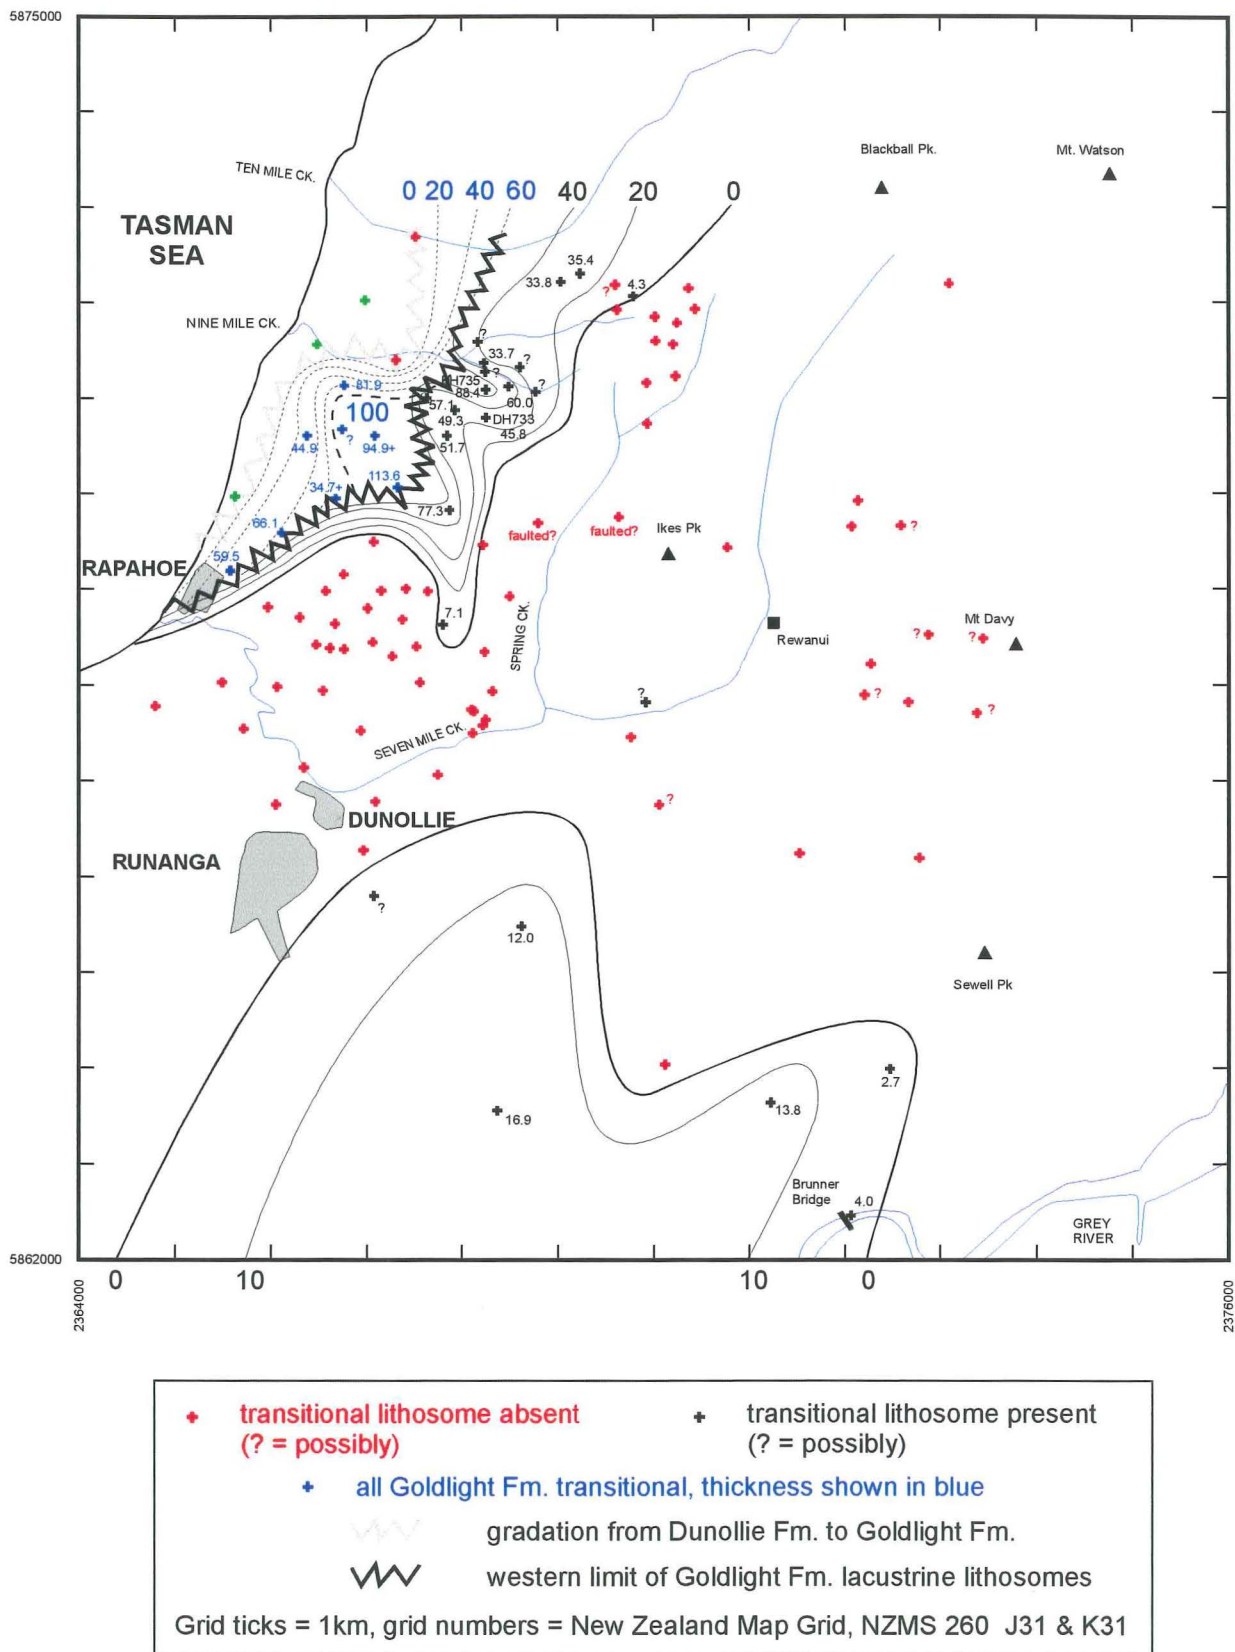 5875000
Blackball Pk.
Mt. Watson
TEN MILE CK.
0 20 40 60 40 20 0
TASMAN
SEA
35.4
33.8
?
4.3
NINE MILE CK.
?
33.7
?
?
DH735
88.4
?
81.9
100
57.1
60.0
49.3
DH733
45.8
?
44.9
94.9+
51.7
113.6
34.7+
77.3
66.1
faulted?
faulted?
Ikes Pk
?
59.5
RAPAHOE
7.1
SPRING CK.
Rewanui
?
Mt Davy
?
?
?
?
SEVEN MILE CK.
?
DUNOLLIE
RUNANGA
?
12.0
Sewell Pk
2.7
13.8
16.9
Brunner
Bridge
4.0
GREY
RIVER
5862000
0 10 10 0
2364000
2376000
transitional lithosome absent
(? = possibly)
transitional lithosome present
(? = possibly)
all Goldlight Fm. transitional, thickness shown in blue
gradation from Dunollie Fm. to Goldlight Fm.
western limit of Goldlight Fm. lacustrine lithosomes
Grid ticks = 1km, grid numbers = New Zealand Map Grid, NZMS 260 J31 & K31